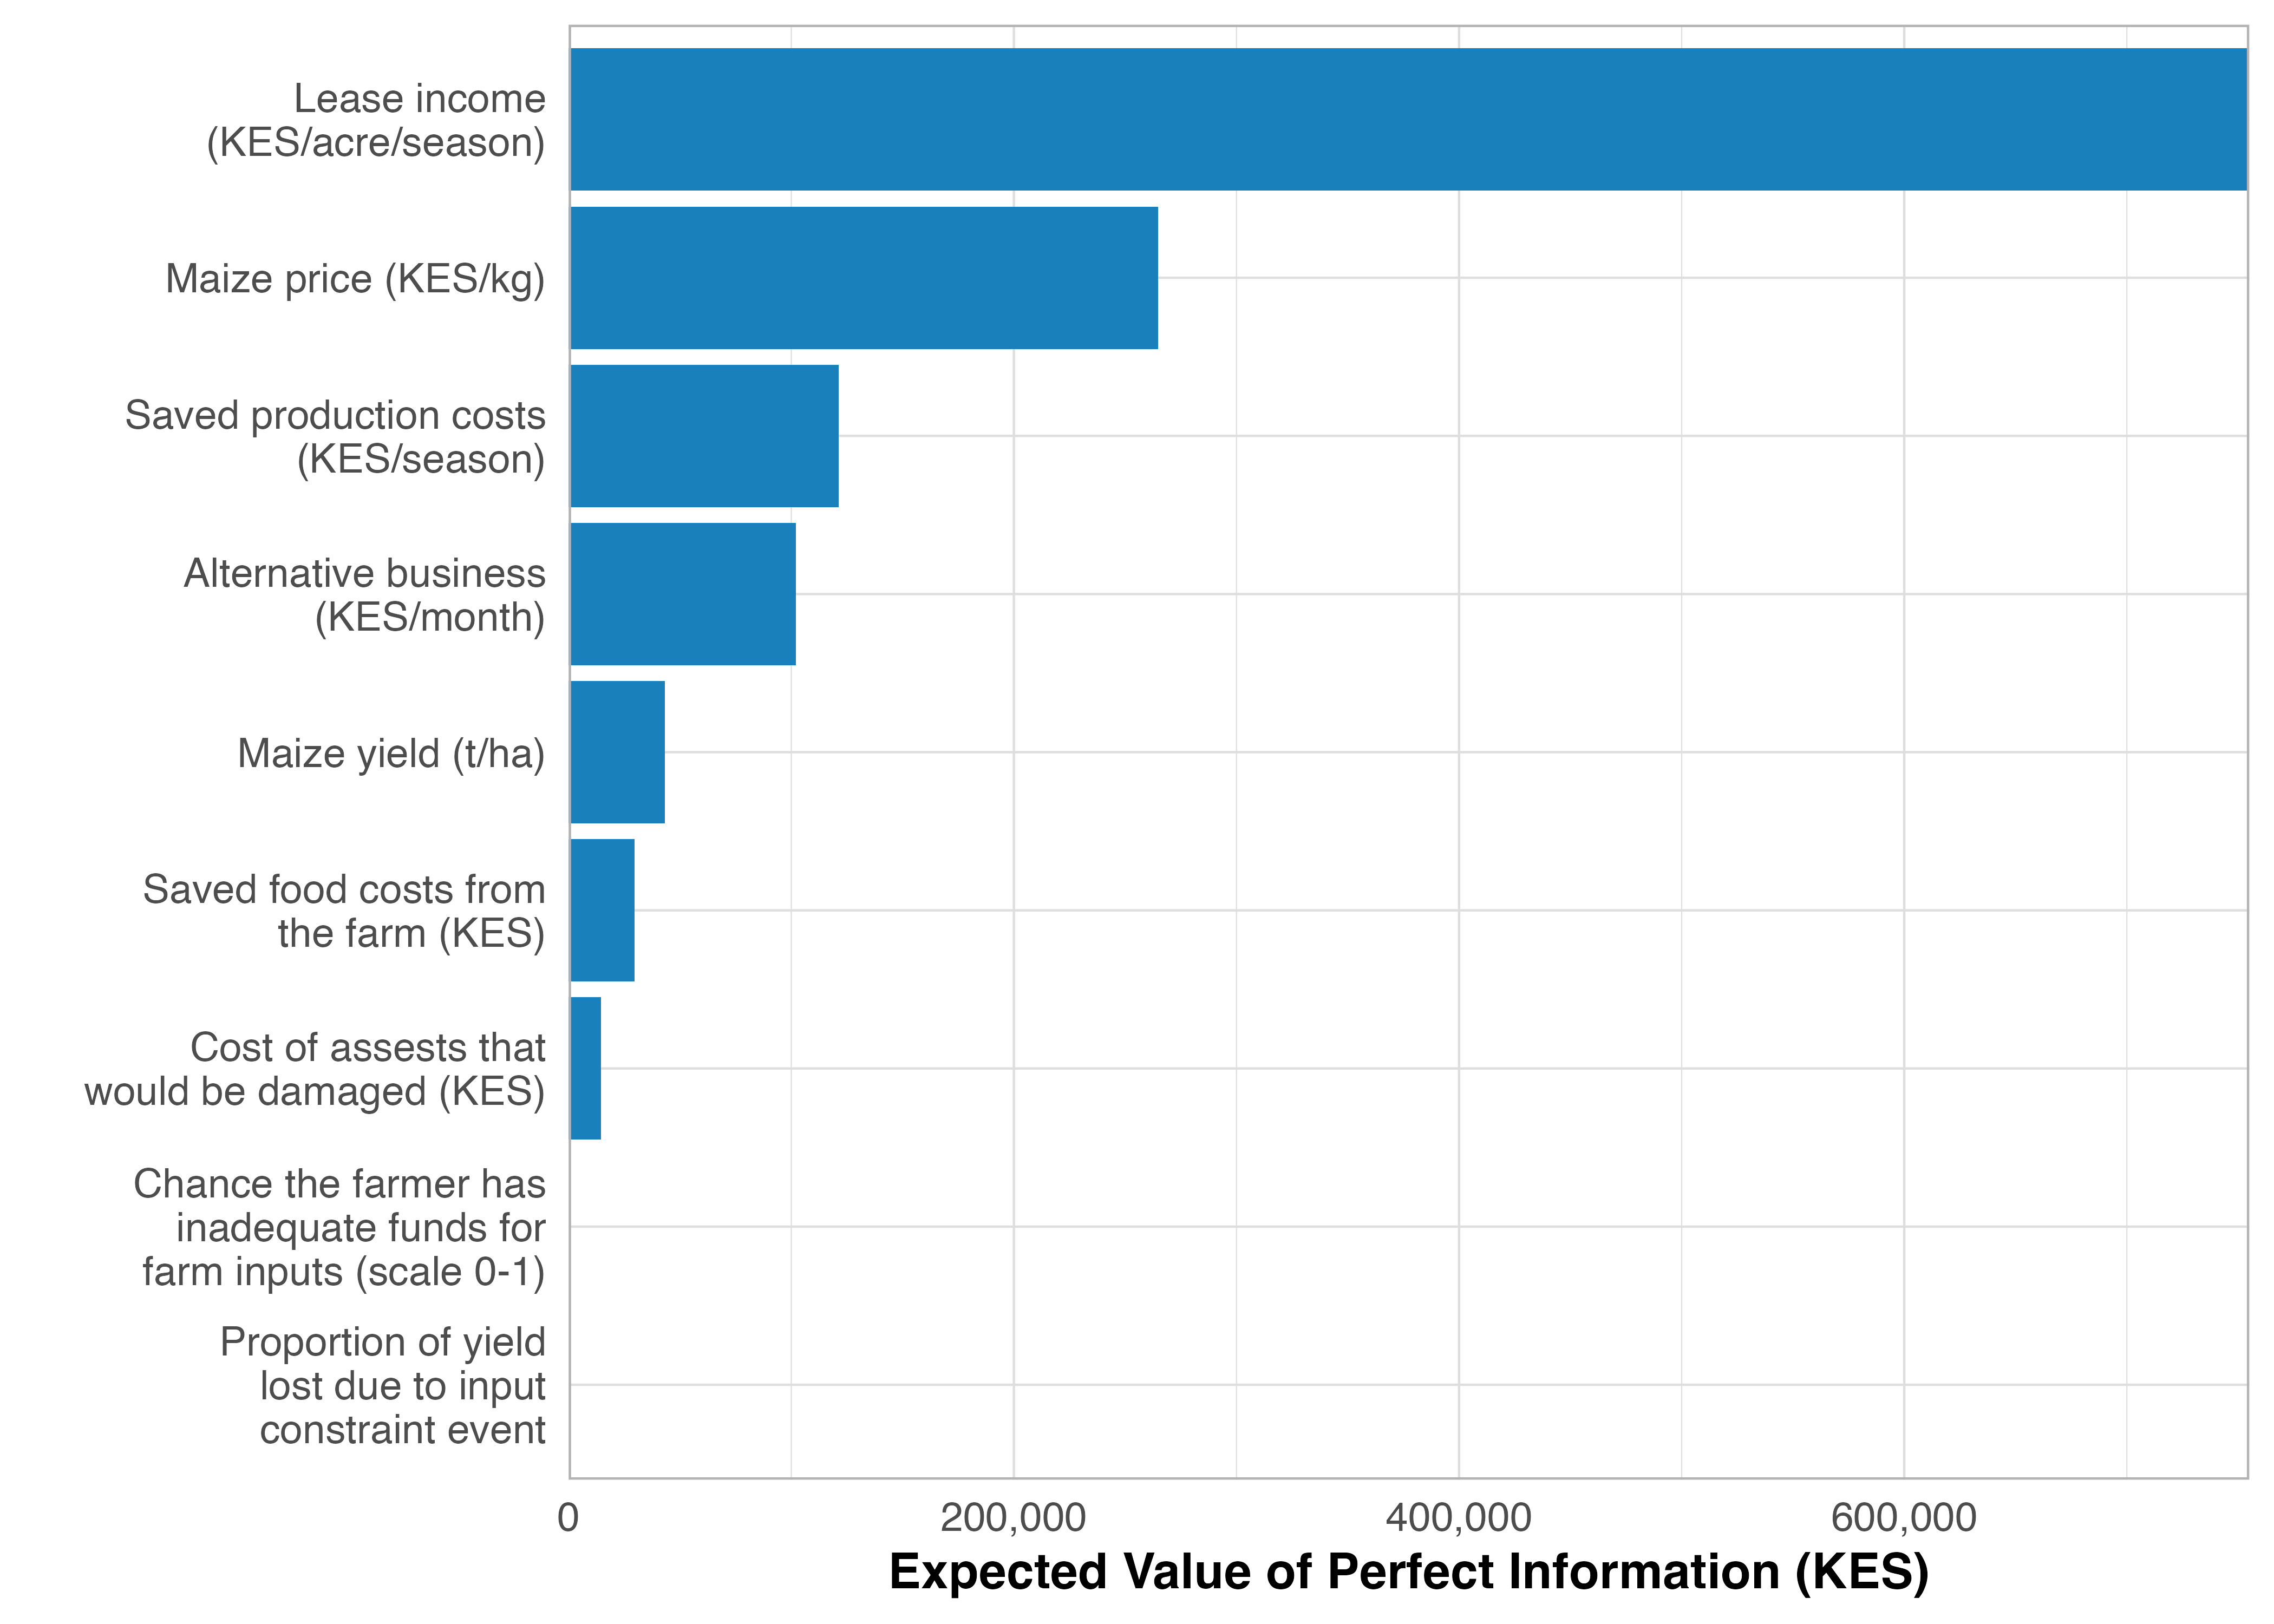 Lease income
(KES/acre/season)
Maize price (KES/kg)
Saved production costs
(KES/season)
Alternative business
(KES/month)
Maize yield (t/ha)
Saved food costs from
the farm (KES)
Cost of assests that
would be damaged (KES)
Chance the farmer has
inadequate funds for
farm inputs (scale 0-1)
Proportion of yield
lost due to input
constraint event
0
200,000
400,000
600,000
Expected Value of Perfect Information (KES)